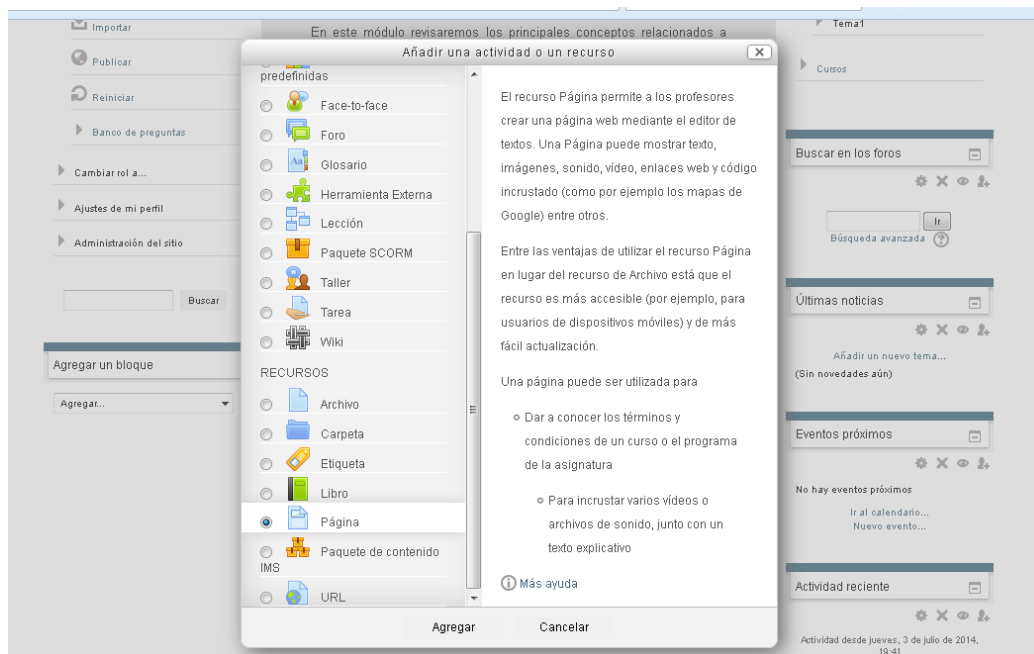 Importar
Publicar
Reiniciar
Banco de preguntas
Cambiar rol a...
Ajustes de mi perfil
Administración del sitio
Buscar
Agregar un bloque
Agregar...
En este módulo revisaremos los principales conceptos relacionados a
Añadir una actividad o un recurso
predefinidas
Face-to-face
Foro
Glosario
Herramienta Externa
Lección
Paquete SCORM
Taller
Tarea
Wiki
RECURSOS
Archivo
Carpeta
Etiqueta
Libro
Página
Paquete de contenido
IMS
URL
El recurso Página permite a los profesores
crear una página web mediante el editor de
textos. Una Página puede mostrar texto,
imágenes, sonido, vídeo, enlaces web y código
incrustado (como por ejemplo los mapas de
Google) entre otros.
Entre las ventajas de utilizar el recurso Página
en lugar del recurso de Archivo está que el
recurso es más accesible (por ejemplo, para
usuarios de dispositivos móviles) y de más
fácil actualización.
Una página puede ser utilizada para
Dar a conocer los términos y
condiciones de un curso o el programa
de la asignatura
Para incrustar varios vídeos o
archivos de sonido, junto con un
texto explicativo
Más ayuda
Agregar Cancelar
Tema1
Cursos
Buscar en los foros
Ir
Búsqueda avanzada
Últimas noticias
Añadir un nuevo tema...
(Sin novedades aún)
Eventos próximos
No hay eventos próximos
Ir al calendario...
Nuevo evento...
Actividad reciente
Actividad desde jueves, 3 de julio de 2014,
19:41